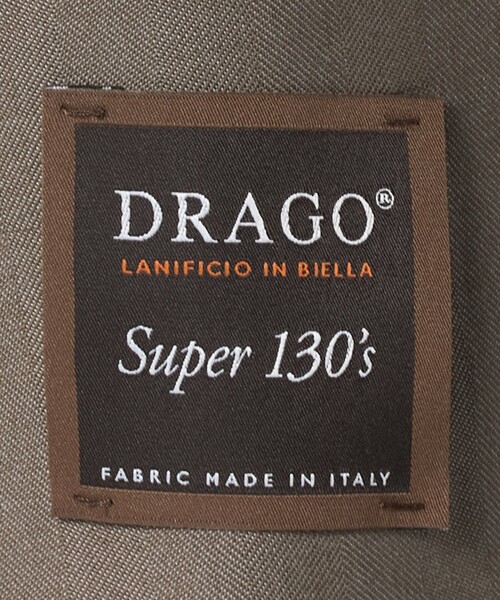 DRAGO®
LANIFICIO IN BIELLA
Super 130's
FABRIC MADE IN ITALY